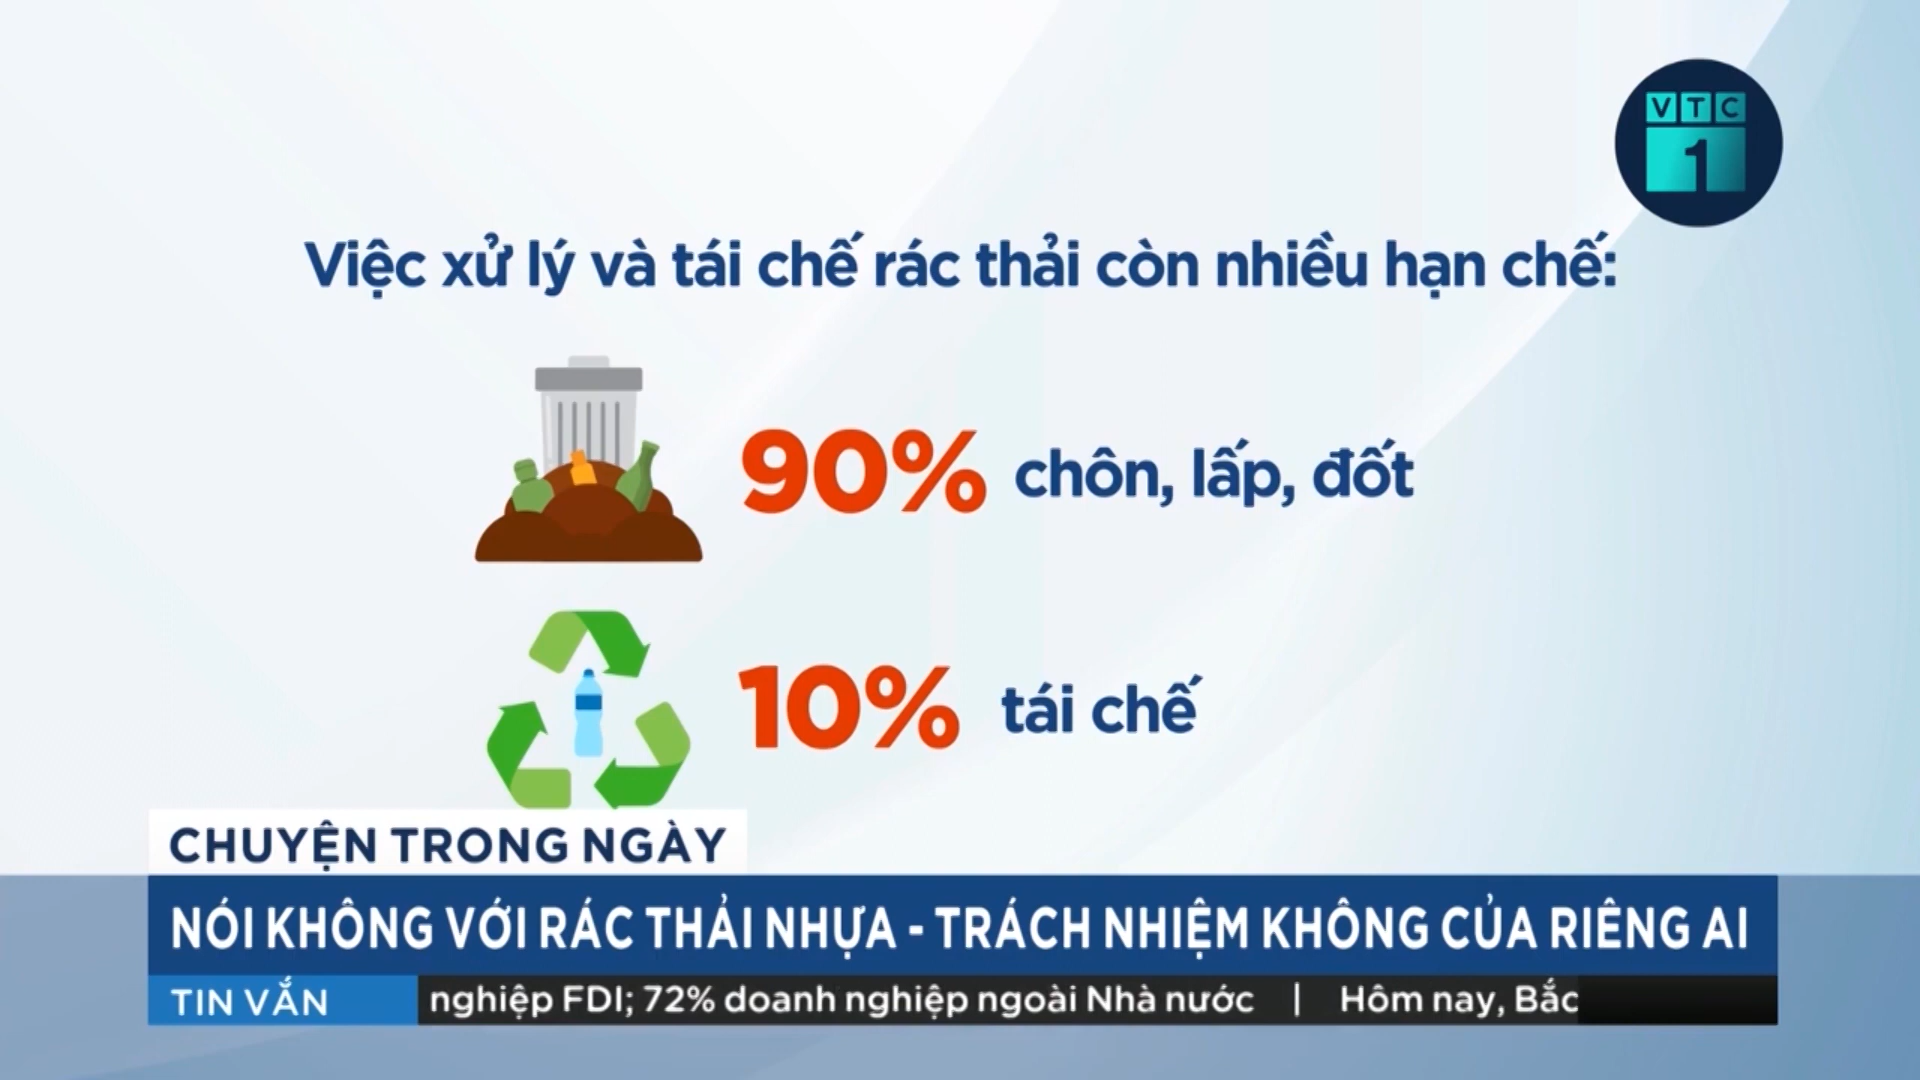 VTC
1
Việc xử lý và tái chế rác thải còn nhiều hạn chế:
90% chôn, lấp, đốt
10% tái chế
CHUYỆN TRONG NGÀY
NÓI KHÔNG VỚI RÁC THẢI NHỰA - TRÁCH NHIỆM KHÔNG CỦA RIÊNG AI
TIN VẮN nghiệp FDI; 72% doanh nghiệp ngoài Nhà nước | Hôm nay, Bắc